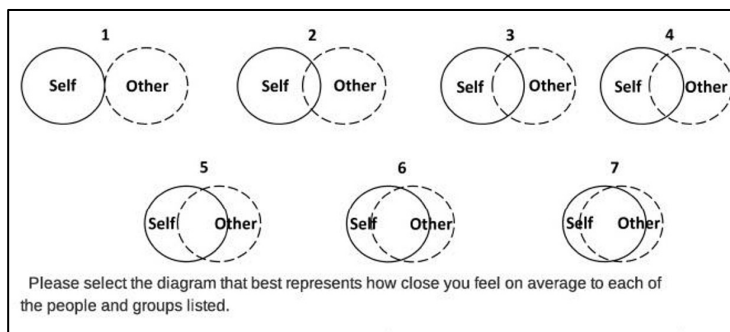 1 2 3 4
Self Other Self Other Self Other Self Other
5 6 7
Self Other Self Other Self Other
Please select the diagram that best represents how close you feel on average to each of
the people and groups listed.